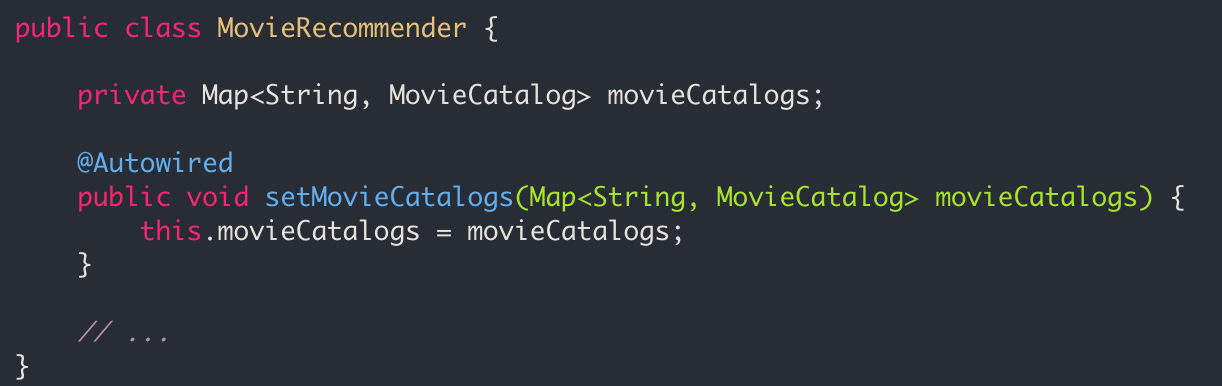 public class MovieRecommender {
private Map<String, MovieCatalog> movieCatalogs;
@Autowired
public void setMovieCatalogs(Map<String, MovieCatalog> movieCatalogs) {
this.movieCatalogs = movieCatalogs;
}
// ...
}